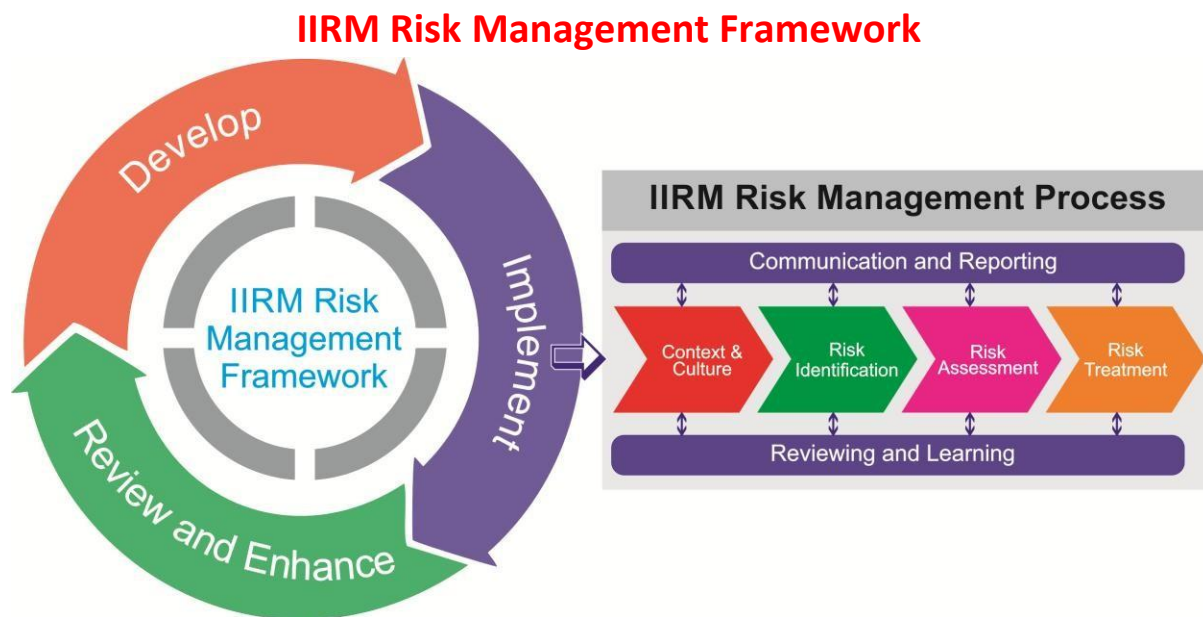 IIRM Risk Management Framework
Develop
Implement
Review and Enhance
IIRM Risk
Management
Framework
IIRM Risk Management Process
Communication and Reporting
Context &
Culture
Risk
Identification
Risk
Assessment
Risk
Treatment
Reviewing and Learning